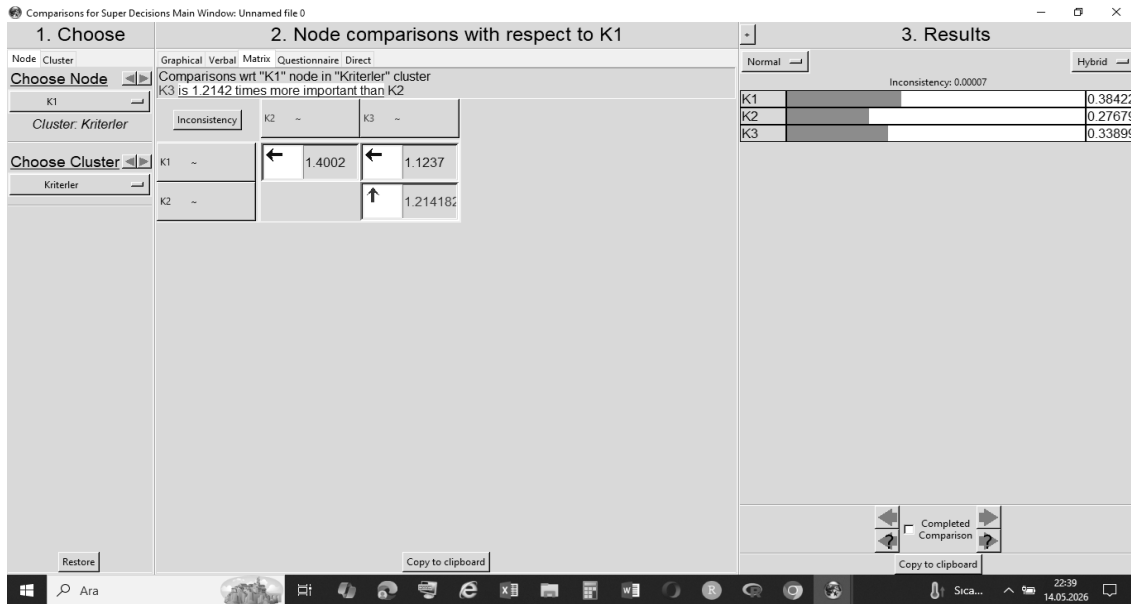 Comparisons for Super Decisions Main Window: Unnamed file 0
1. Choose
2. Node comparisons with respect to K1
+
3. Results
Node Cluster
Choose Node
K1
Cluster: Kriterler
Choose Cluster
Kriterler
Restore
Graphical Verbal Matrix Questionnaire Direct
Comparisons wrt "K1" node in "Kriterler" cluster
K3 is 1.2142 times more important than K2
Inconsistency K2 ~ K3 ~
K1 ~ 1.4002 1.1237
K2 ~ 1.214182
Copy to clipboard
Normal Hybrid
Inconsistency: 0.00007
K1 0.38422
K2 0.27679
K3 0.33899
Completed
Comparison
? ?
Copy to clipboard
Ara
Sıca...
22:39
14.05.2026